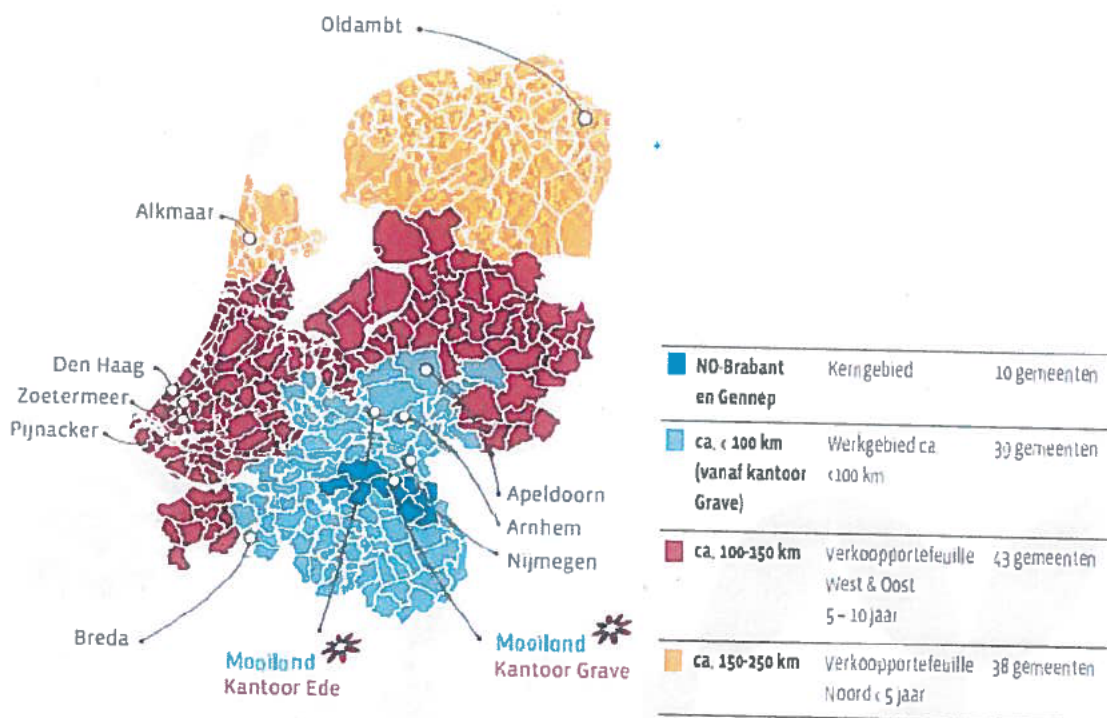 Oldambt
Alkmaar
Den Haag
Zoetermeer
Pijnacker
Apeldoorn
Arnhem
Nijmegen
Breda
Mooiland
Kantoor Ede
Mooiland
Kantoor Grave
NO-Brabant Kerngebied 10 gemeenten
en Gennep
ca. < 100 km Werkgebied ca. 39 gemeenten
(vanaf kantoor <100 km
Grave)
ca. 100-150 km Verkoopportefeuille 43 gemeenten
West & Oost
5 – 10 jaar
ca. 150-250 km Verkoopportefeuille 38 gemeenten
Noord < 5 jaar